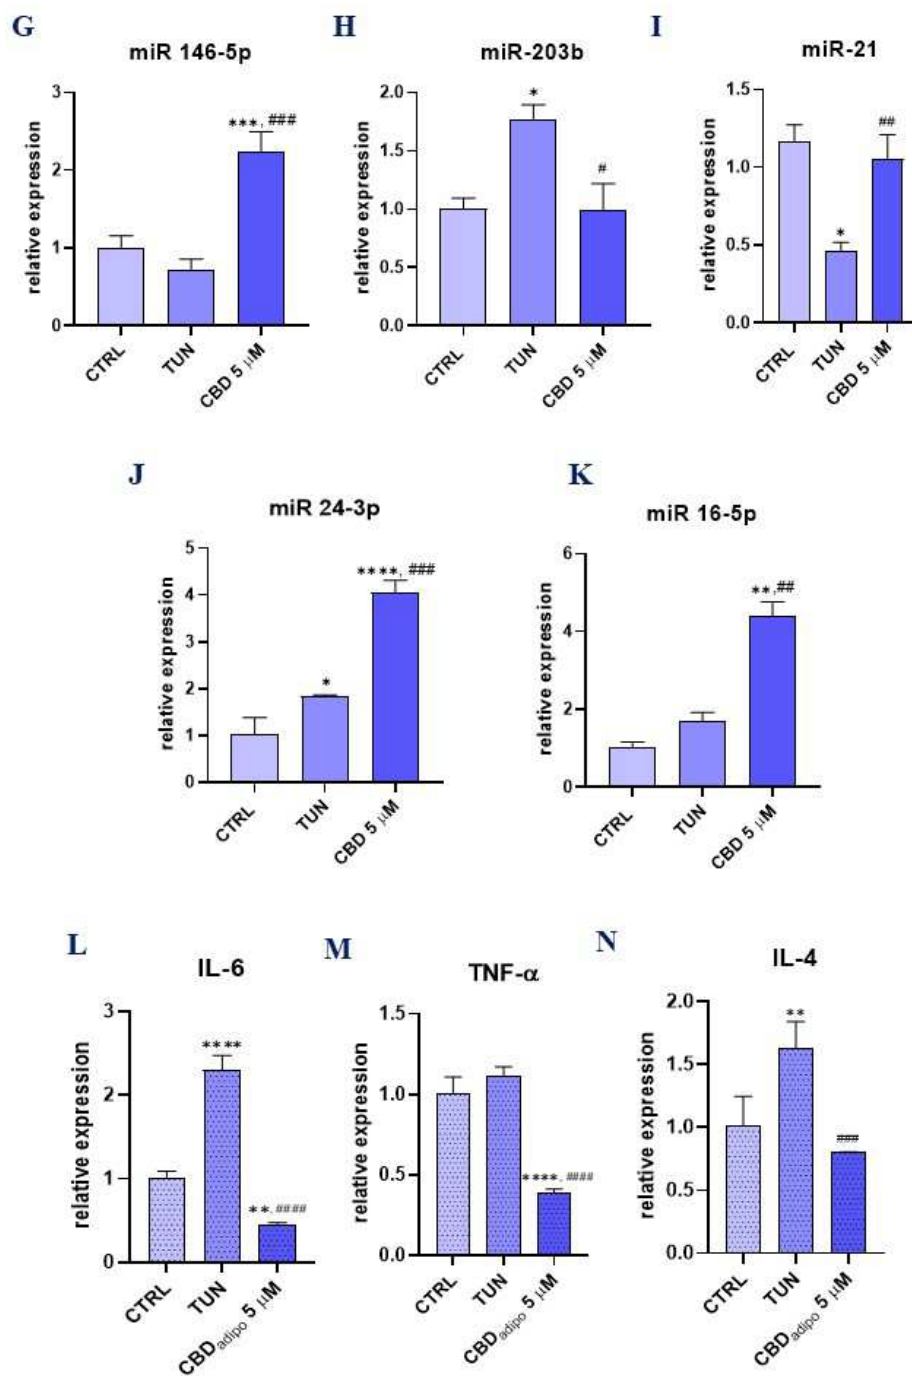 G
miR 146-5p
relative expression
3
2
1
0
***, ###
CTRL
TUN
CBD 5 μM
H
miR-203b
relative expression
2.0
1.5
1.0
0.5
0.0
*
#
CTRL
TUN
CBD 5 μM
I
miR-21
relative expression
1.5
1.0
0.5
0.0
*
##
CTRL
TUN
CBD 5 μM
J
miR 24-3p
relative expression
5
4
3
2
1
0
*
****, ###
CTRL
TUN
CBD 5 μM
K
miR 16-5p
relative expression
6
4
2
0
**,##
CTRL
TUN
CBD 5 μM
L
IL-6
relative expression
3
2
1
0
****
**, ####
CTRL
TUN
CBDadipo 5 μM
M
TNF-α
relative expression
1.5
1.0
0.5
0.0
****, ####
CTRL
TUN
CBDadipo 5 μM
N
IL-4
relative expression
2.0
1.5
1.0
0.5
0.0
**
###
CTRL
TUN
CBDadipo 5 μM